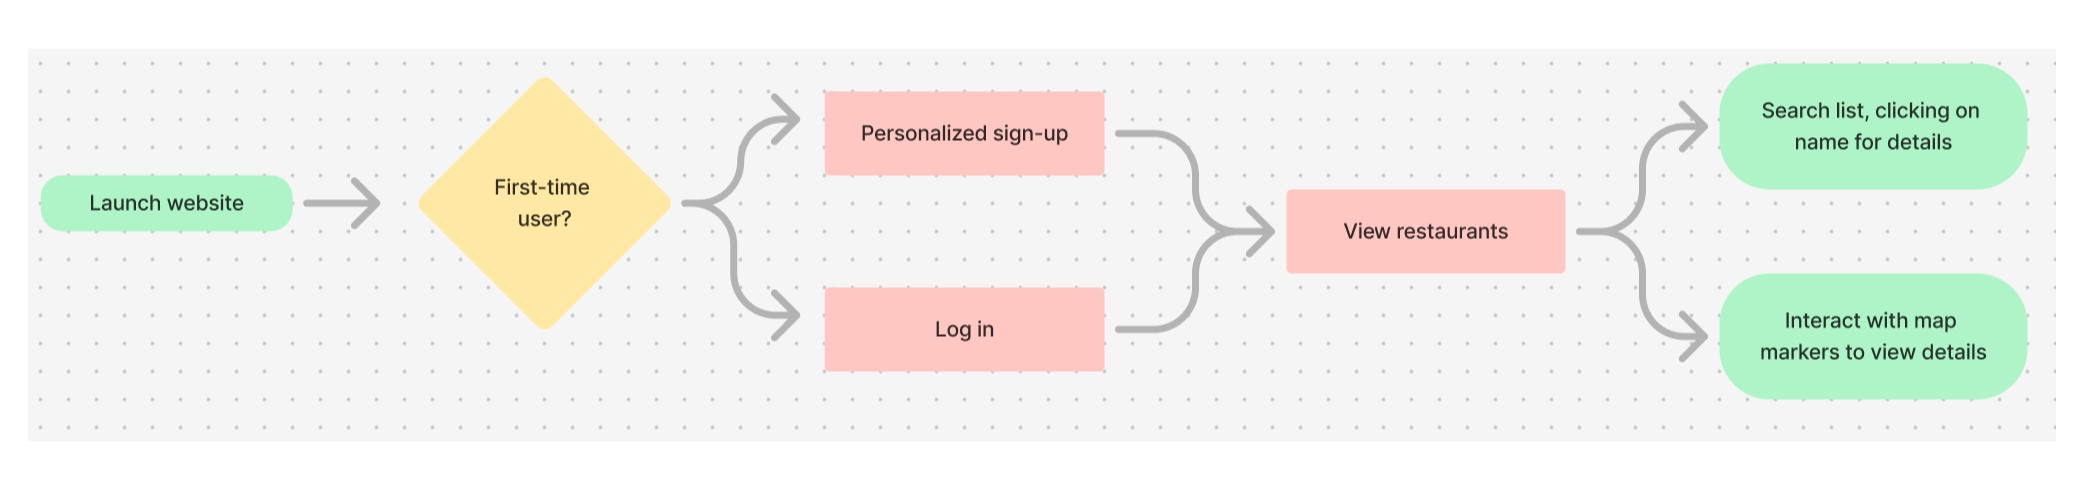 Launch website
First-time
user?
Personalized sign-up
Log in
View restaurants
Search list, clicking on
name for details
Interact with map
markers to view details